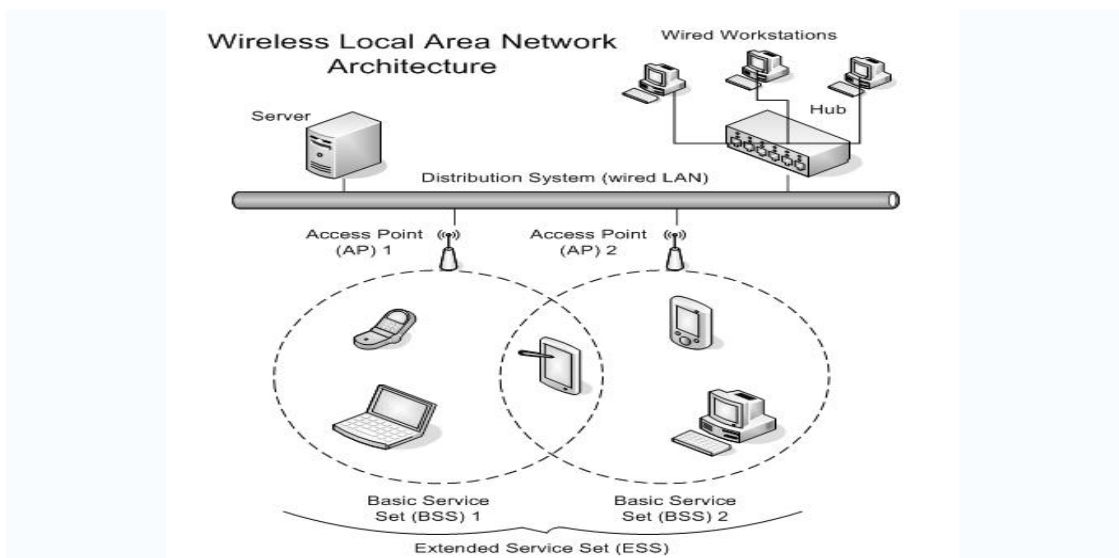 Wireless Local Area Network
Architecture
Wired Workstations
Server
Hub
Distribution System (wired LAN)
Access Point
(AP) 1
Access Point
(AP) 2
Basic Service
Set (BSS) 1
Basic Service
Set (BSS) 2
Extended Service Set (ESS)